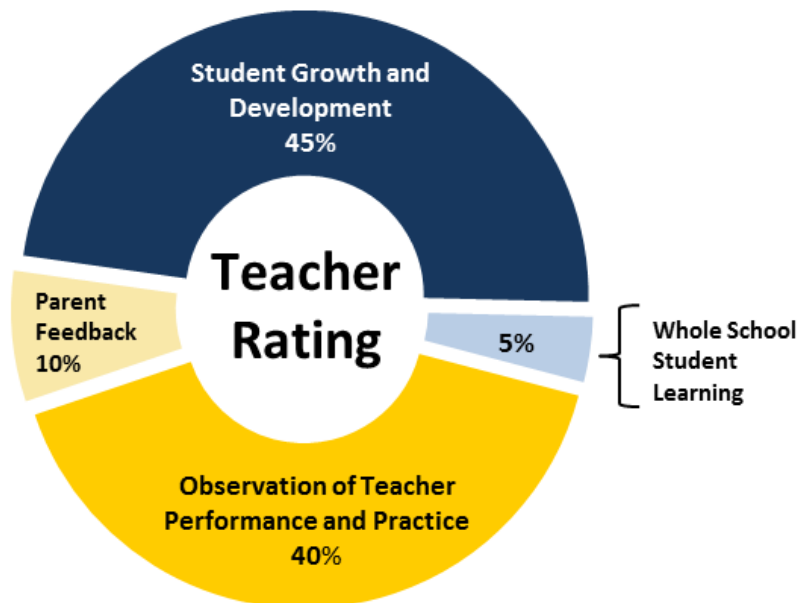 Student Growth and
Development
45%
Teacher
Rating
Parent
Feedback
10%
5%
Whole School
Student
Learning
Observation of Teacher
Performance and Practice
40%